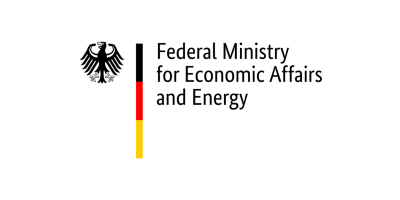 Federal Ministry
for Economic Affairs
and Energy